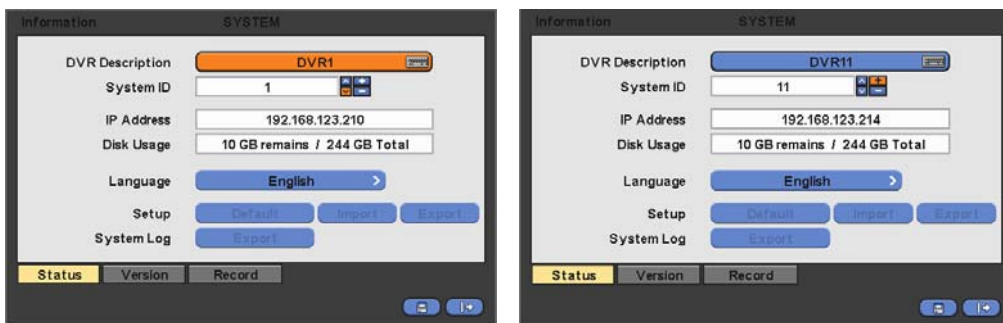 Information SYSTEM
DVR Description DVR1
System ID 1
IP Address 192.168.123.210
Disk Usage 10 GB remains / 244 GB Total
Language English
Setup Default Import Export
System Log Export
Status Version Record
Information SYSTEM
DVR Description DVR11
System ID 11
IP Address 192.168.123.214
Disk Usage 10 GB remains / 244 GB Total
Language English
Setup Default Import Export
System Log Export
Status Version Record